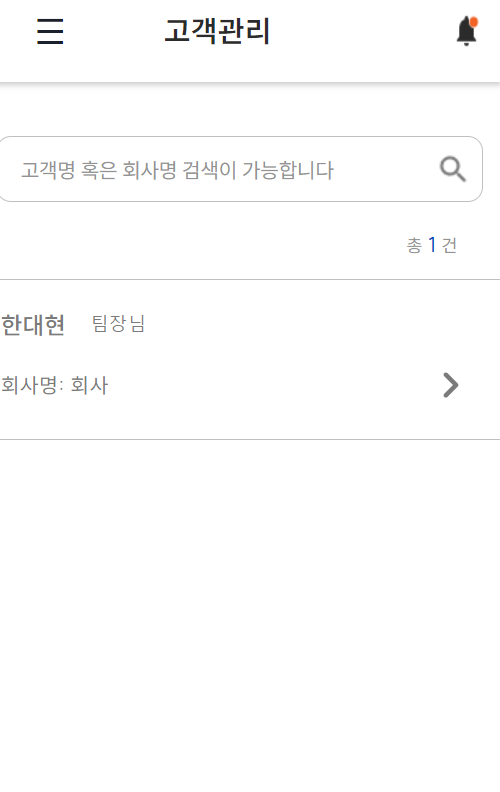 고객관리
고객명 혹은 회사명 검색이 가능합니다
총 1 건
한대현 팀장님
회사명: 회사